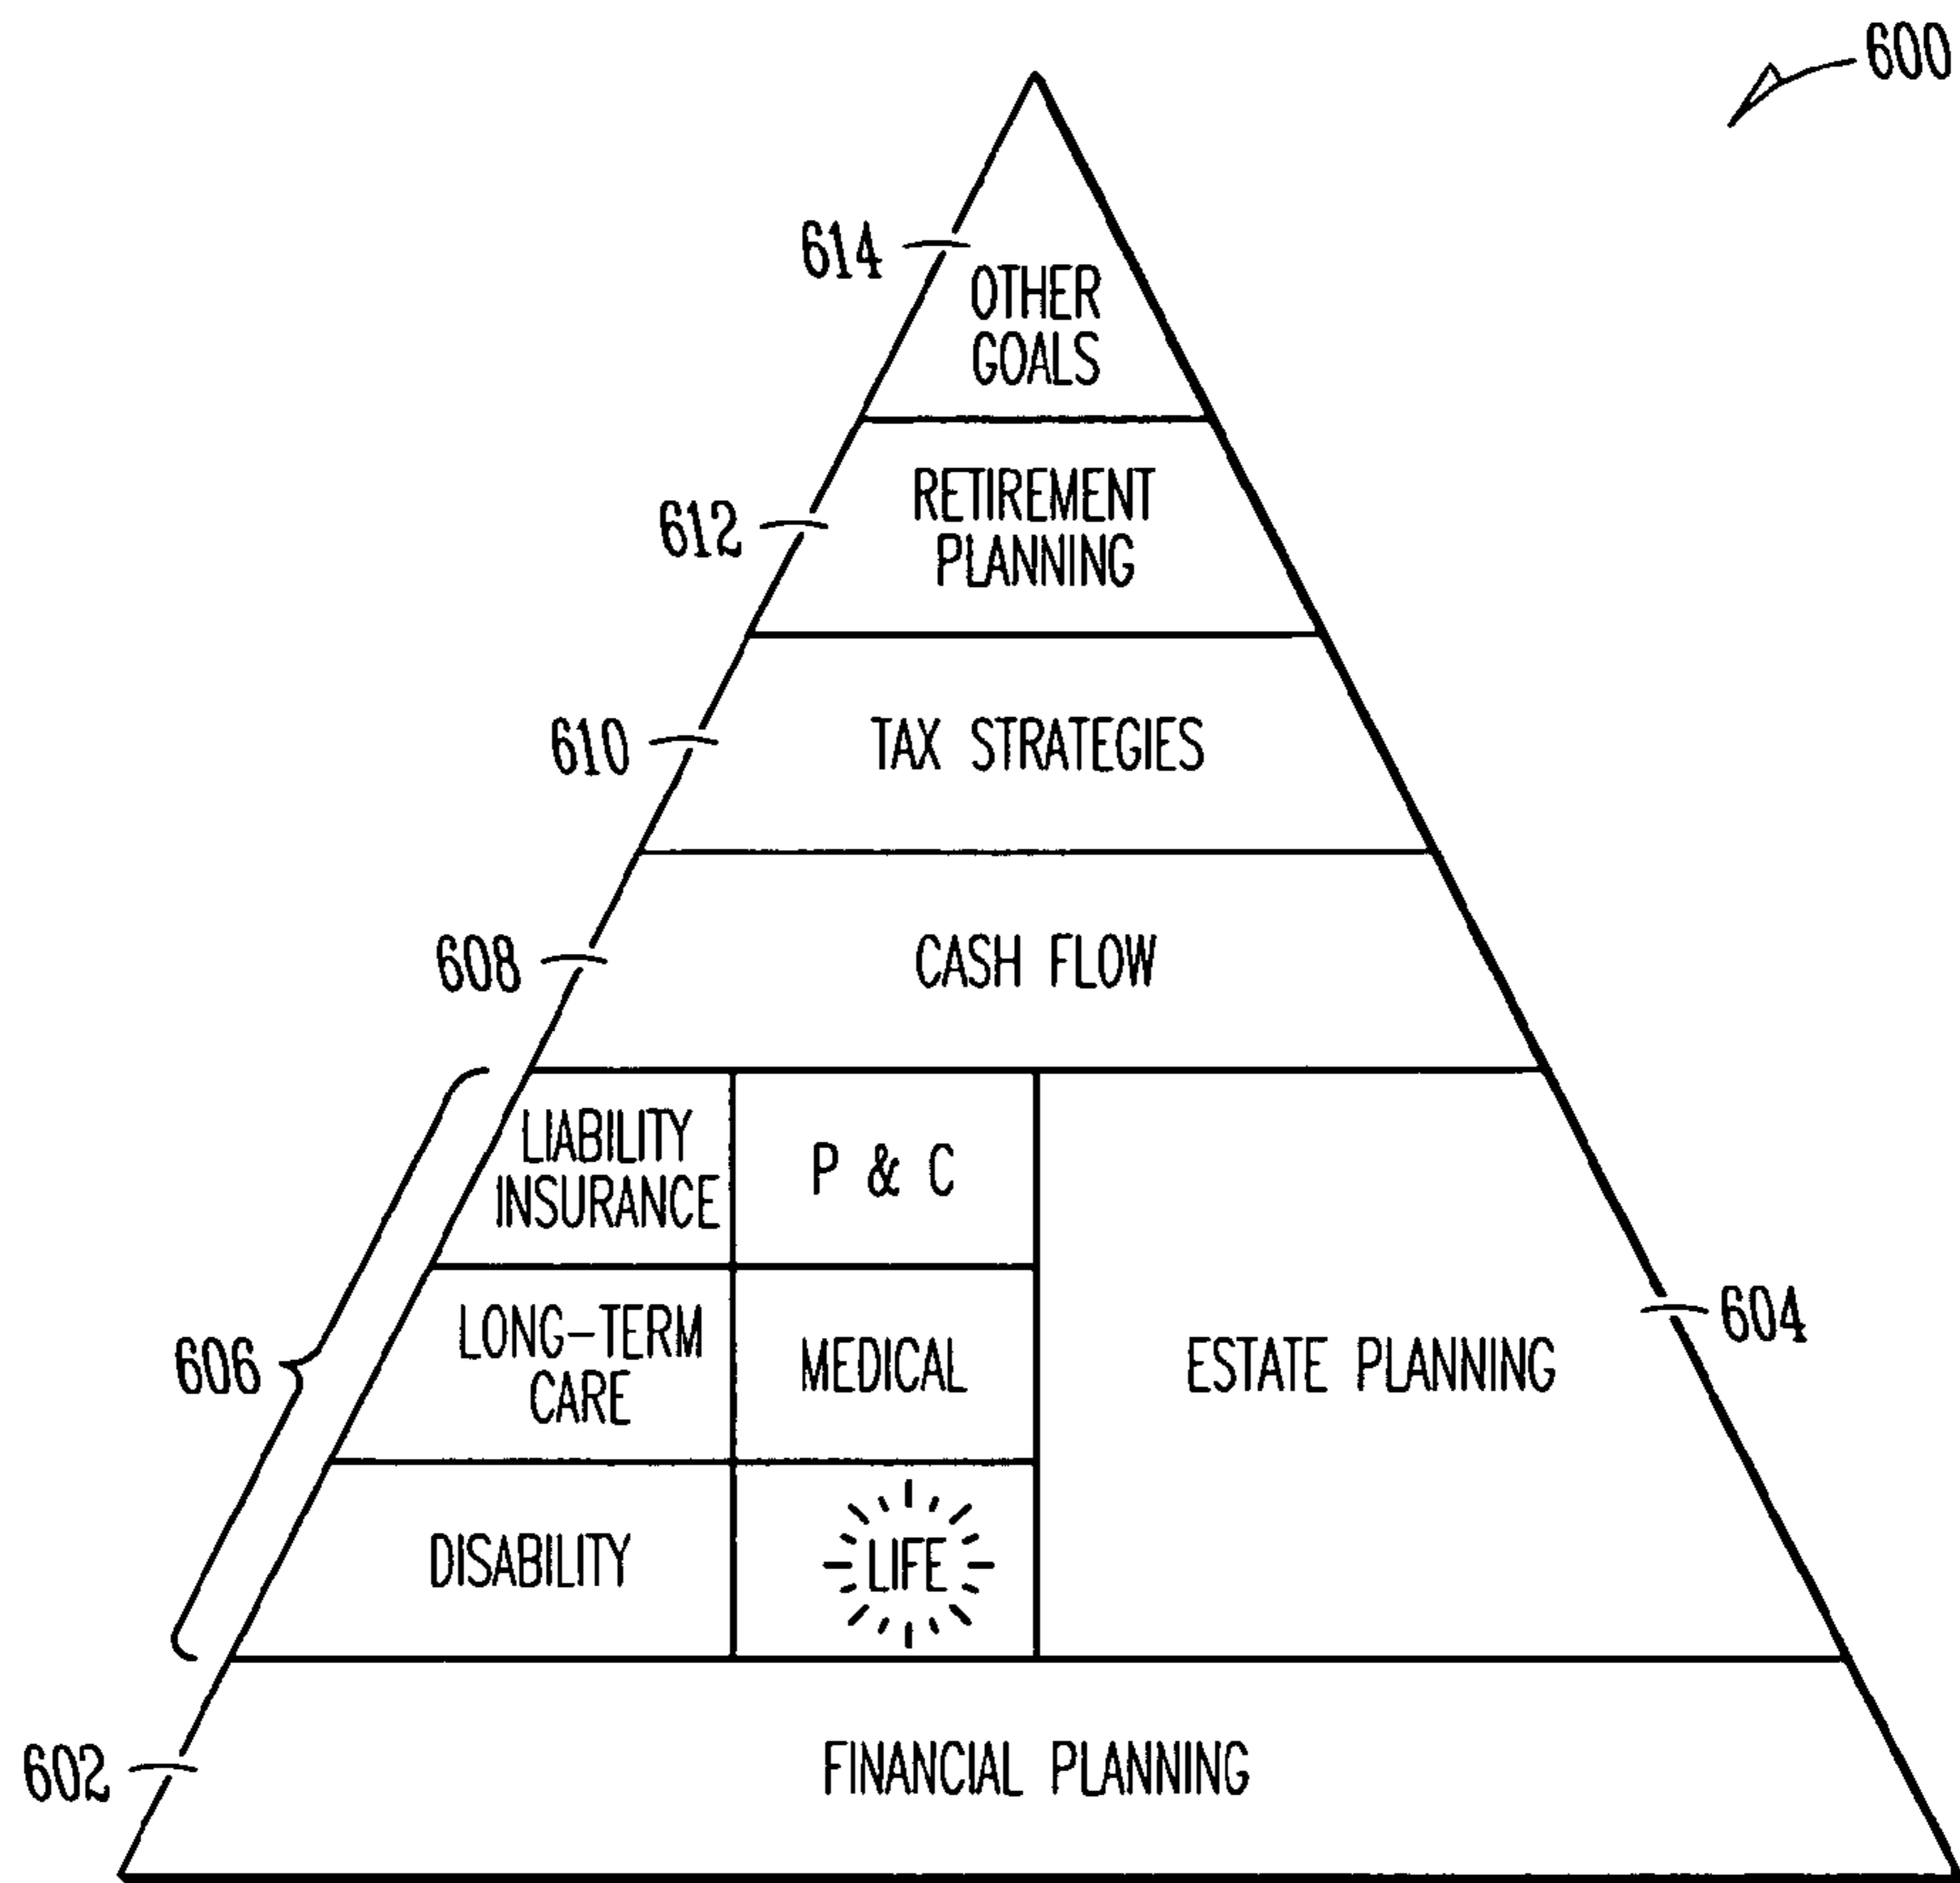 600
614
OTHER
GOALS
612
RETIREMENT
PLANNING
610
TAX STRATEGIES
608
CASH FLOW
LIABILITY
INSURANCE
P & C
606
LONG-TERM
CARE
MEDICAL
ESTATE PLANNING
604
DISABILITY
LIFE
602
FINANCIAL PLANNING